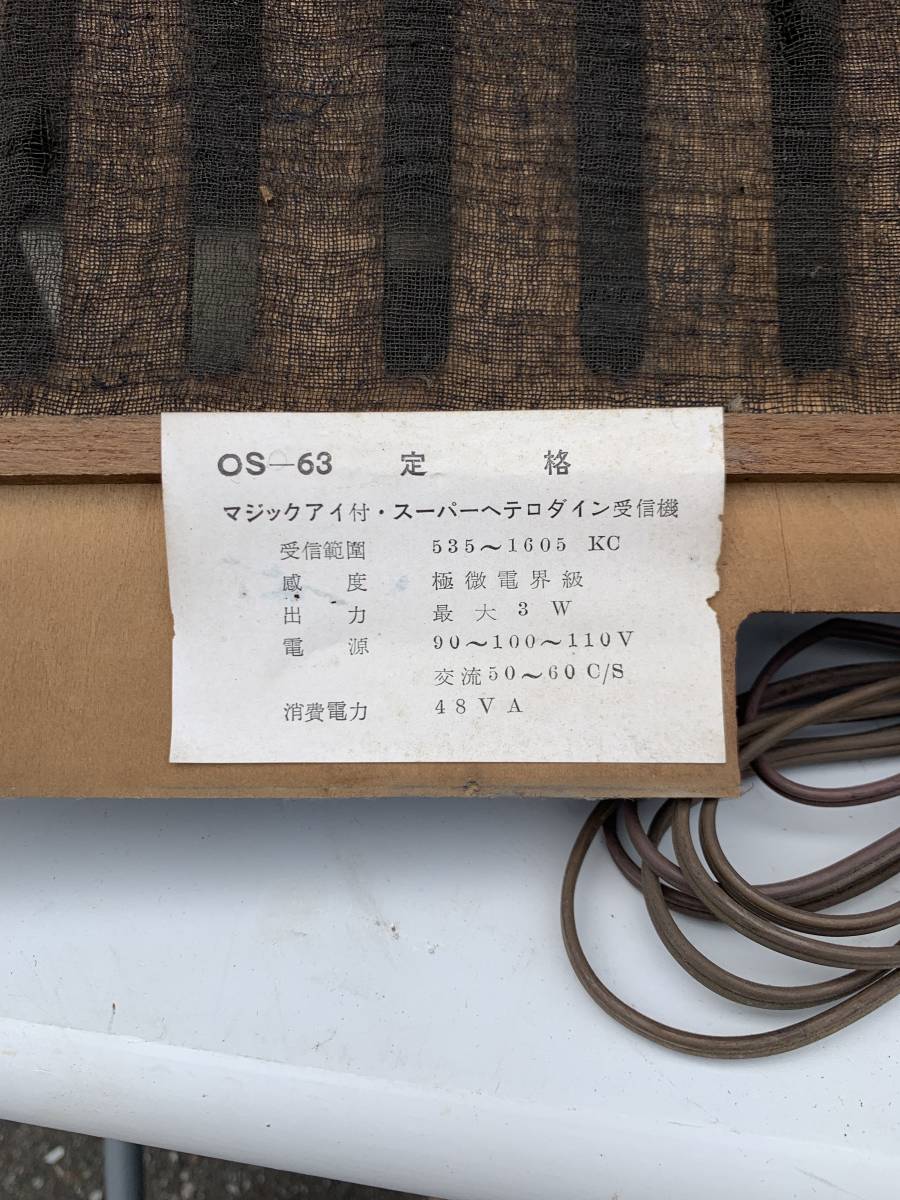 OS—63 定格
マジックアイ付・スーパーヘテロダイン受信機
受信範圍 535～1605 KC
感度 極微電界級
出力 最大 3 W
電源 90～100～110V
交流50～60 C/S
消費電力 48VA